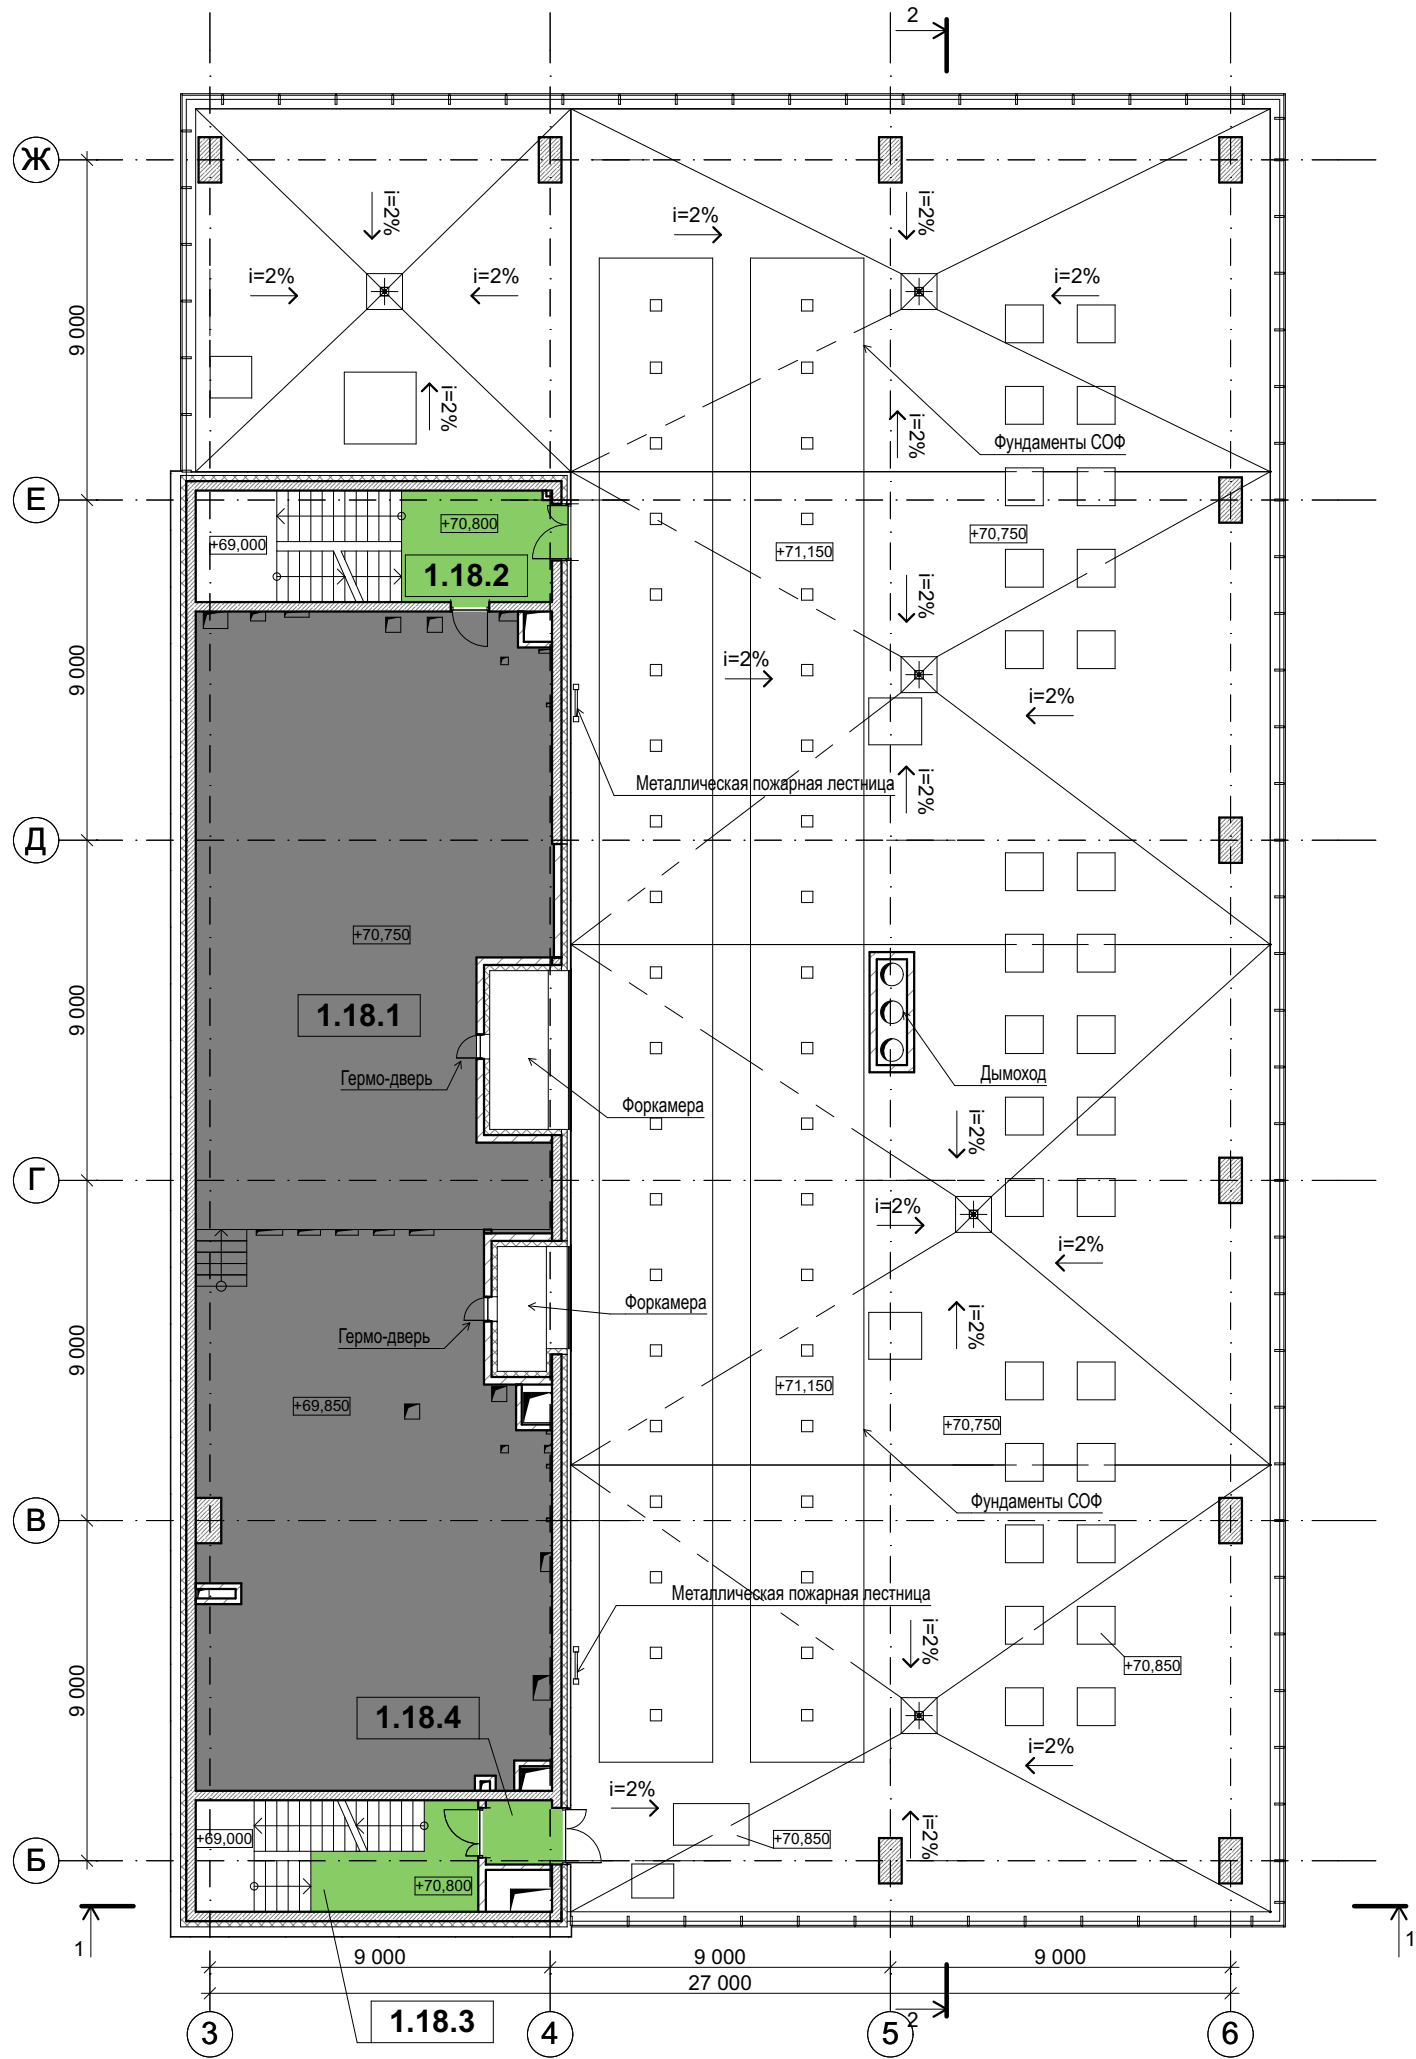 2
Ж
i=2%
i=2%
i=2%
i=2%
i=2%
i=2%
i=2%
9 000
i=2%
i=2%
Фундаменты СОФ
Е
+70,800
+69,000
+71,150
+70,750
1.18.2
i=2%
9 000
i=2%
i=2%
Металлическая пожарная лестница
i=2%
Д
+70,750
9 000
1.18.1
Гермо-дверь
Форкамера
Дымоход
i=2%
Г
i=2%
i=2%
Форкамера
Гермо-дверь
i=2%
9 000
+69,850
+71,150
+70,750
Фундаменты СОФ
В
Металлическая пожарная лестница
i=2%
+70,850
9 000
1.18.4
i=2%
i=2%
+69,000
+70,850
i=2%
Б
+70,800
1
1
9 000
9 000
9 000
27 000
1.18.3
2
3
4
5
6